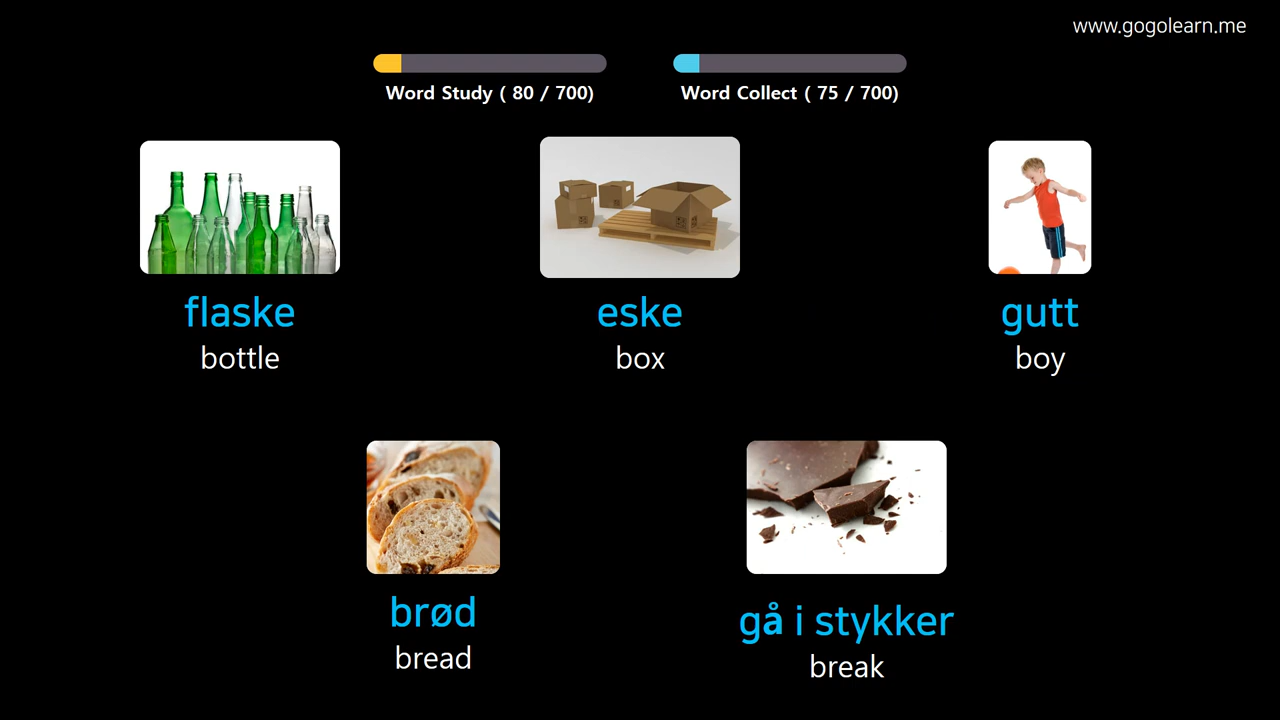 www.gogolearn.me
Word Study ( 80 / 700)
Word Collect ( 75 / 700)
flaske
bottle
eske
box
gutt
boy
brød
bread
gå i stykker
break